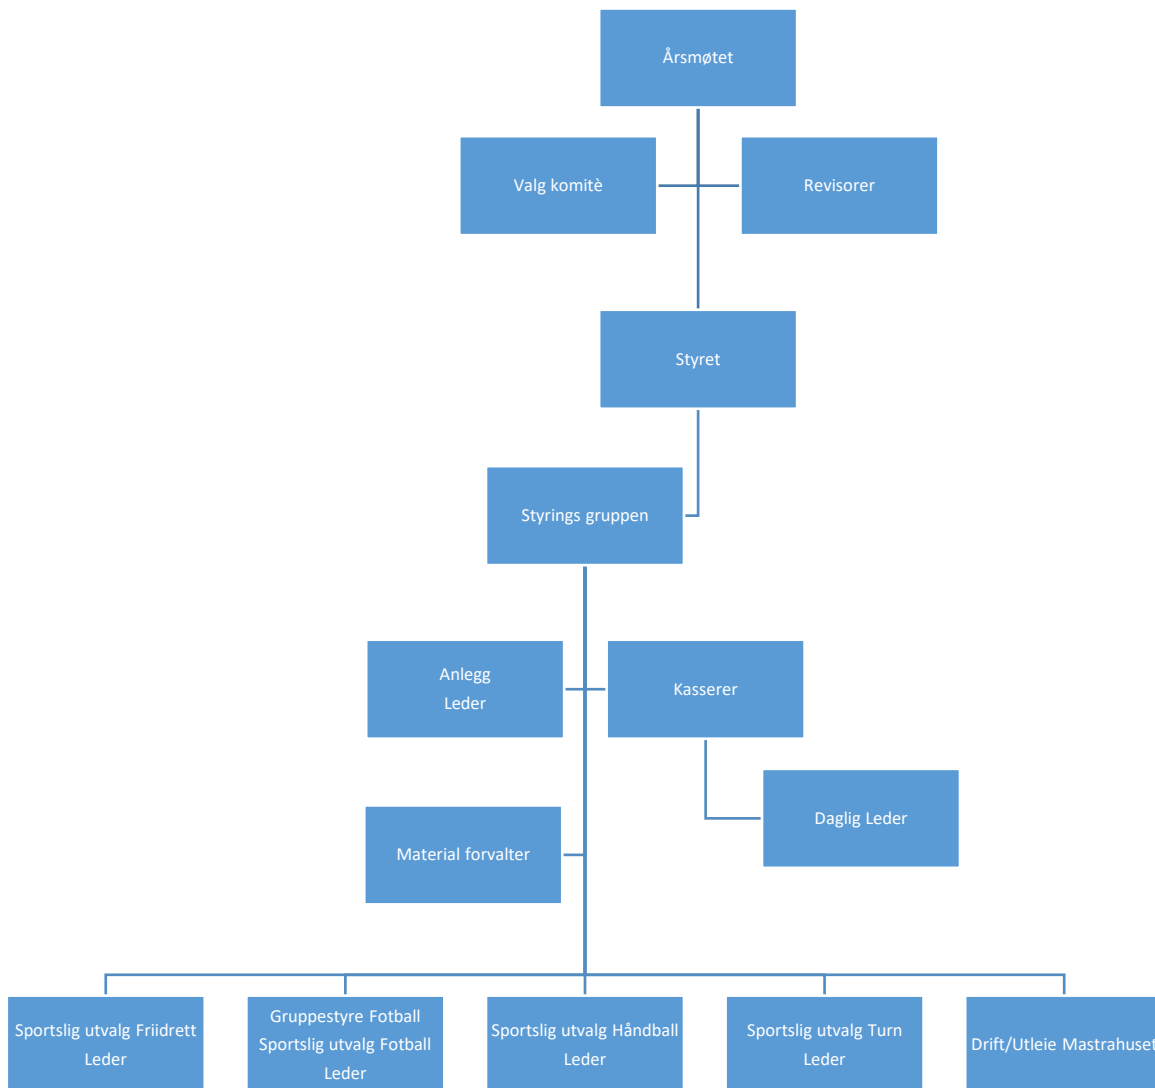 Årsmøtet
Valg komitè
Revisorer
Styret
Styrings gruppen
Anlegg
Leder
Kasserer
Daglig Leder
Material forvalter
Sportslig utvalg Friidrett
Leder
Gruppestyre Fotball
Sportslig utvalg Fotball
Leder
Sportslig utvalg Håndball
Leder
Sportslig utvalg Turn
Leder
Drift/Utleie Mastrahuset